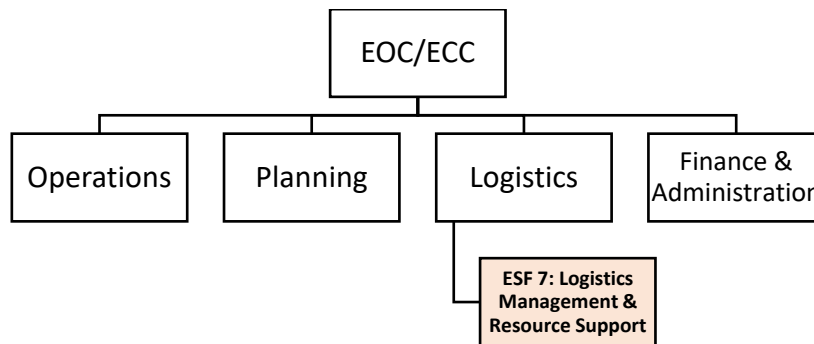 EOC/ECC
Operations
Planning
Logistics
Finance &
Administration
ESF 7: Logistics
Management &
Resource Support